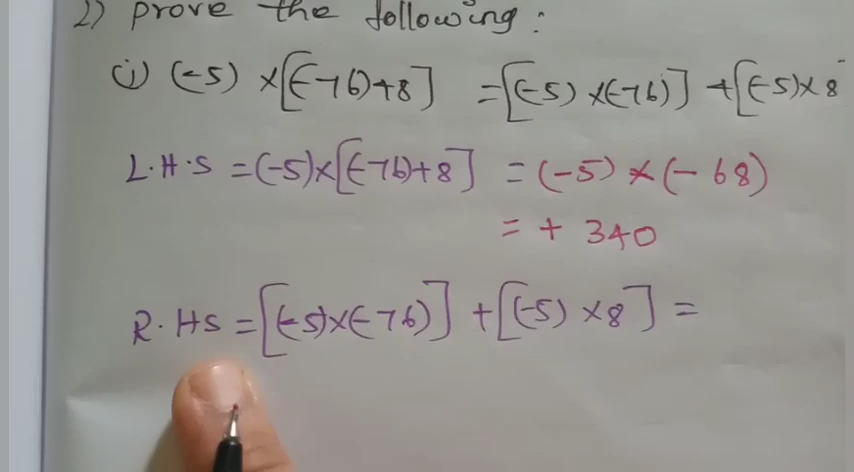 2) prove the following :
(i) (-5) ×[(-76)+8] =[(-5) ×(-76)] +[(-5)× 8
L.H.S =(-5)×[(-76)+8] = (-5) × (- 68)
= + 340
R.HS =[(-5)×(-76)] +[(-5) ×8] =